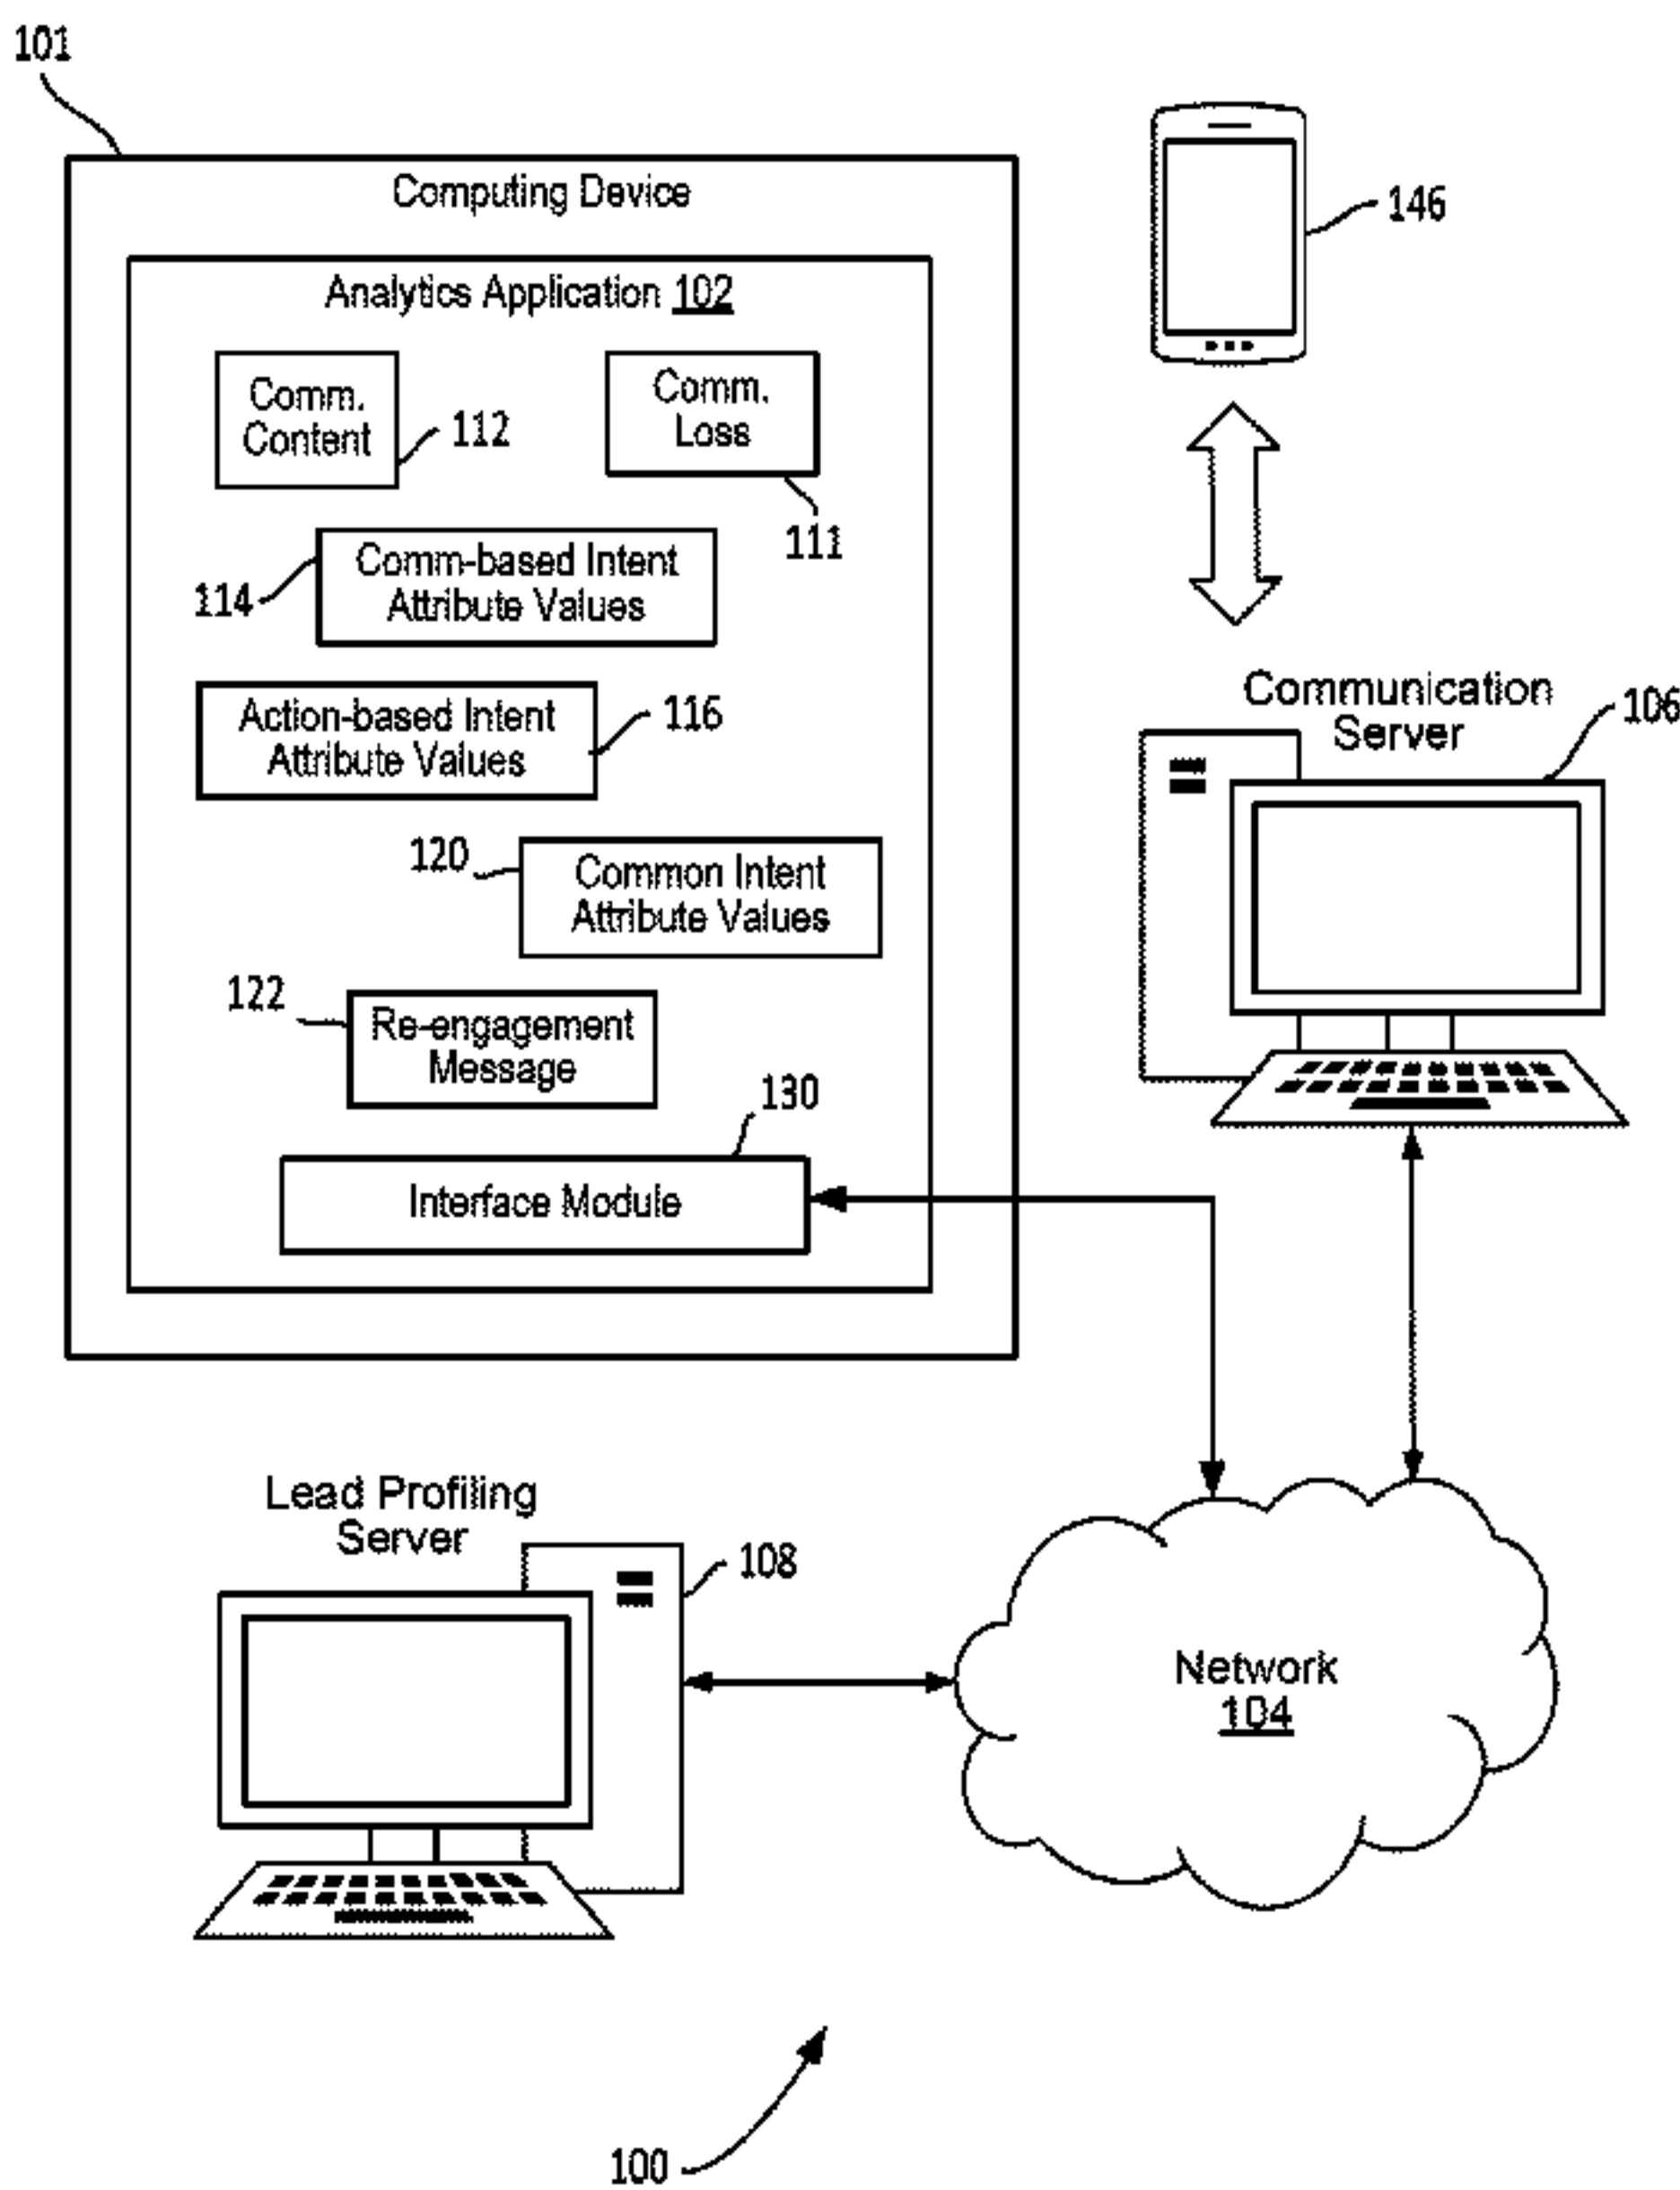 101
Computing Device
146
Analytics Application 102
Comm.
Content
112
Comm.
Loss
111
Comm-based Intent
Attribute Values
114
Action-based Intent
Attribute Values
116
Communication
Server
106
120
Common Intent
Attribute Values
122
Re-engagement
Message
130
Interface Module
Lead Profiling
Server
108
Network
104
100